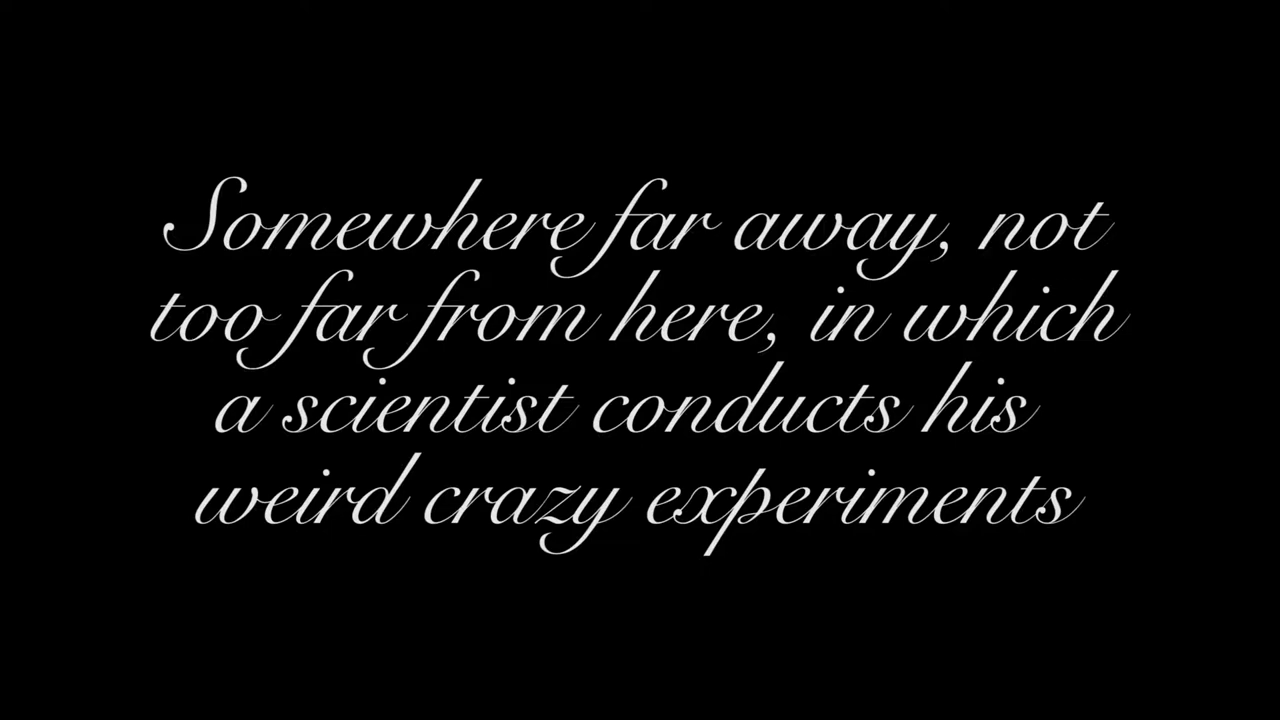 Somewhere far away, not
too far from here, in which
a scientist conducts his
weird crazy experiments